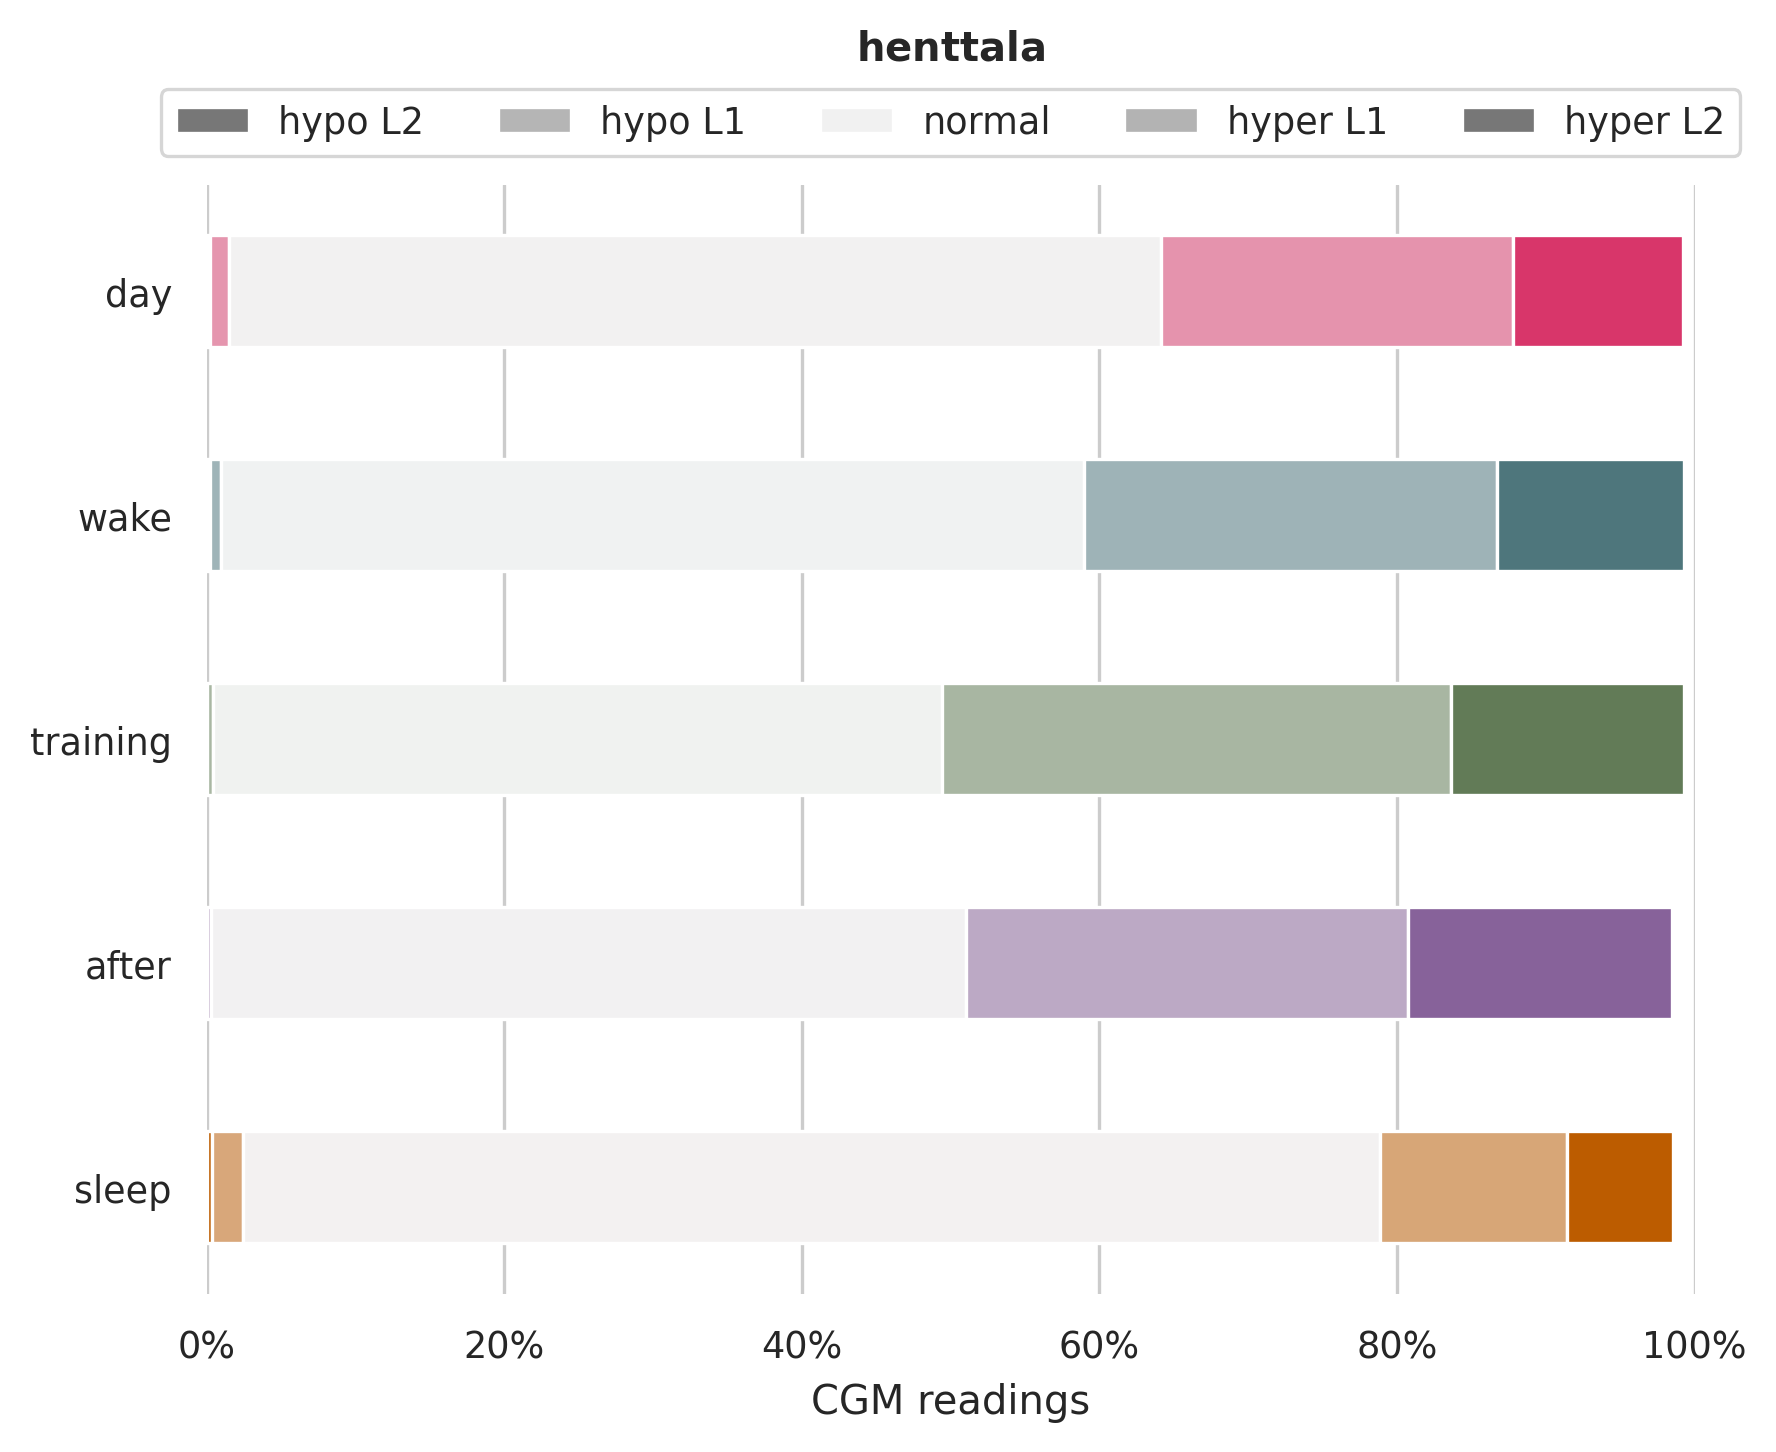 henttala
hypo L2 hypo L1 normal hyper L1 hyper L2
day
wake
training
after
sleep
0% 20% 40% 60% 80% 100%
CGM readings